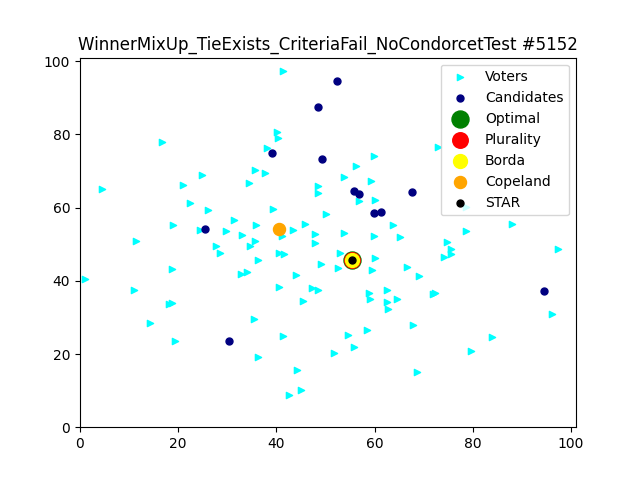 WinnerMixUp_TieExists_CriteriaFail_NoCondorcetTest #5152
100
80
60
40
20
0
0 20 40 60 80 100
Voters
Candidates
Optimal
Plurality
Borda
Copeland
STAR